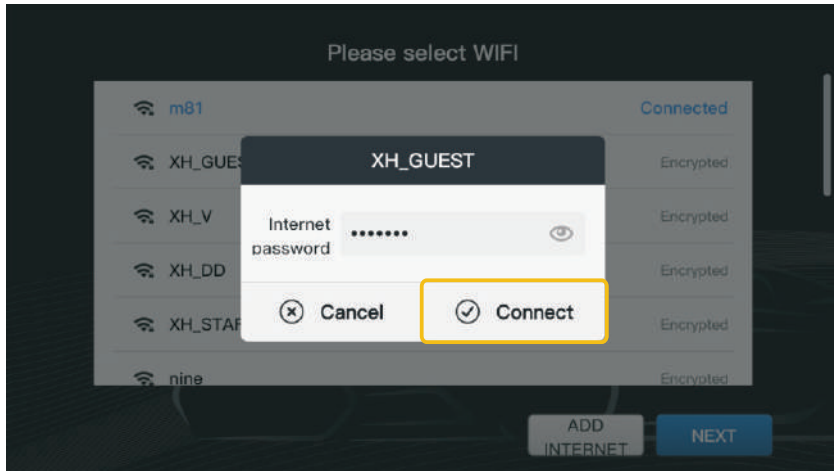 Please select WIFI
m81 Connected
XH_GUEST
XH_GUES Encrypted
Internet
password •••••••
XH_V Encrypted
XH_DD Encrypted
Cancel Connect
XH_STAF Encrypted
nine Encrypted
ADD
INTERNET
NEXT